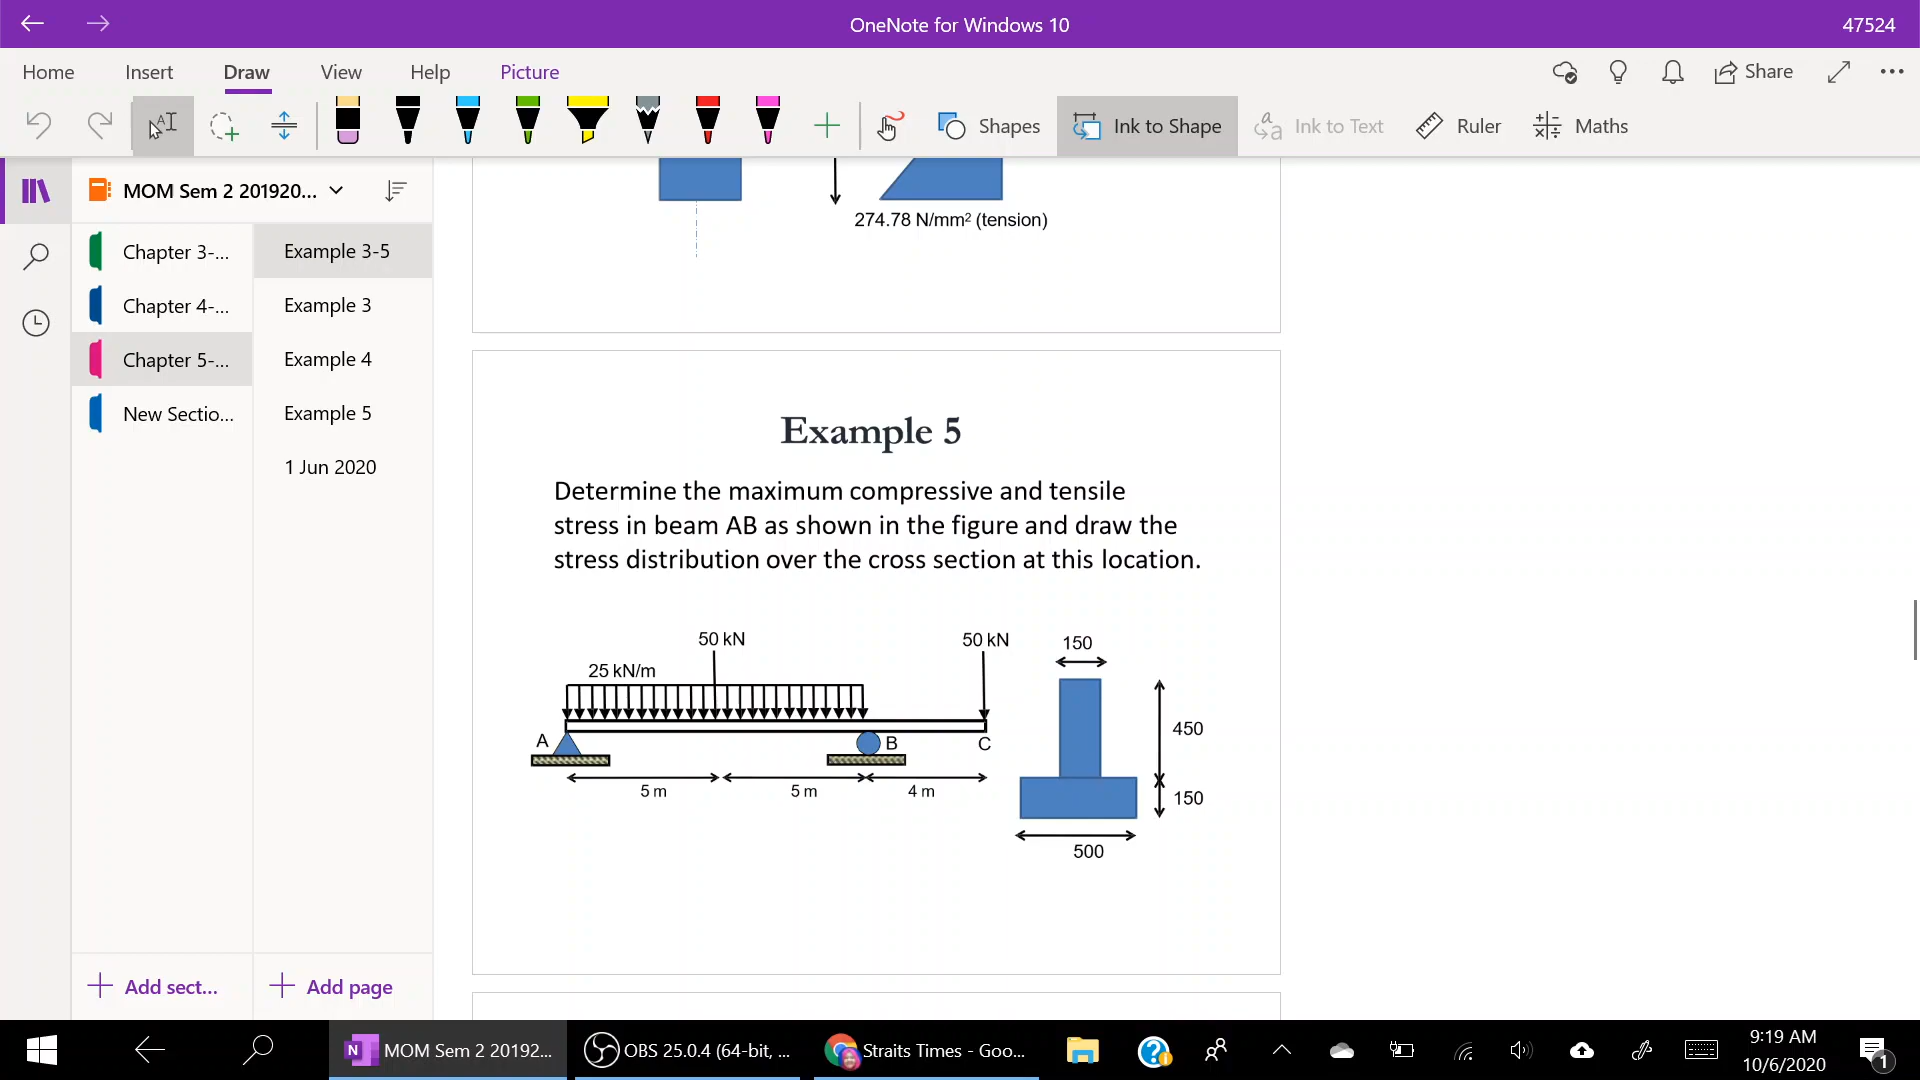 OneNote for Windows 10
47524
Home
Insert
Draw
View
Help
Picture
Share
Shapes
Ink to Shape
Ink to Text
Ruler
Maths
MOM Sem 2 201920...
Chapter 3-...
Chapter 4-...
Chapter 5-...
New Sectio...
Example 3-5
Example 3
Example 4
Example 5
1 Jun 2020
Add sect...
Add page
274.78 N/mm² (tension)
Example 5
Determine the maximum compressive and tensile
stress in beam AB as shown in the figure and draw the
stress distribution over the cross section at this location.
50 kN
50 kN
150
25 kN/m
450
A
B
C
5 m
5 m
4 m
150
500
MOM Sem 2 20192...
OBS 25.0.4 (64-bit, ...
Straits Times - Goo...
9:19 AM
10/6/2020
1